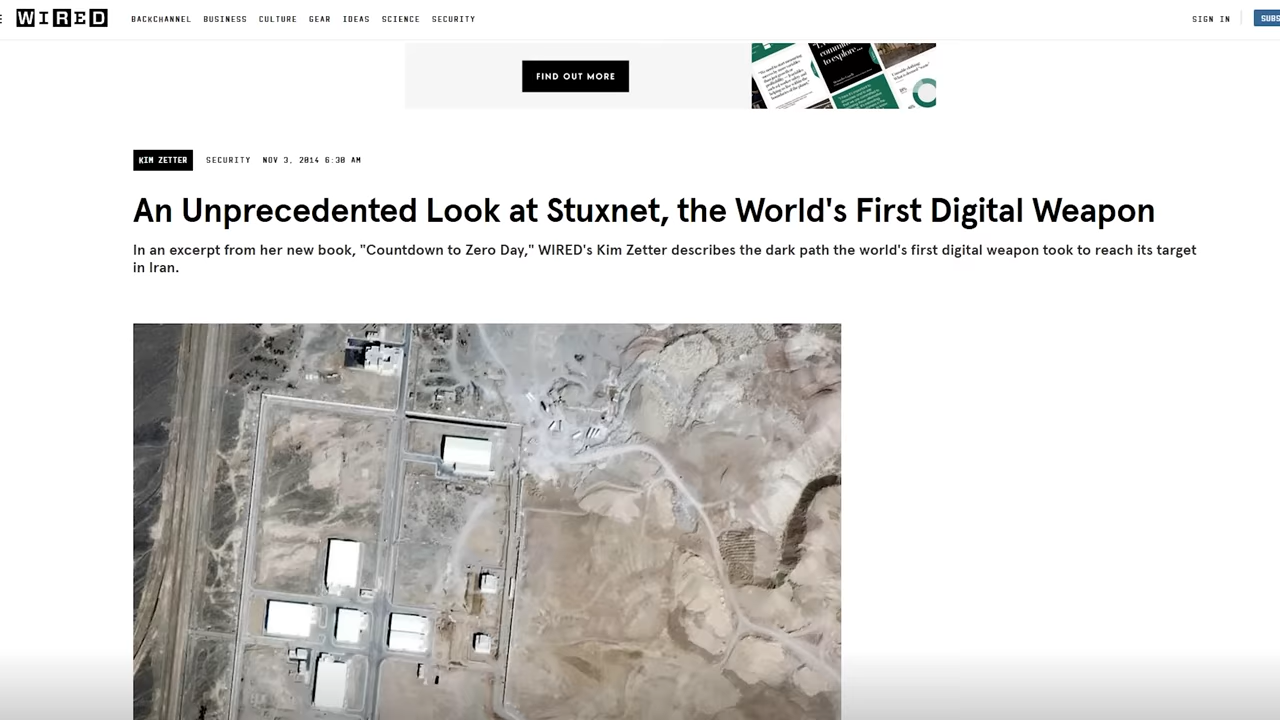 WIRED
BACKCHANNEL BUSINESS CULTURE GEAR IDEAS SCIENCE SECURITY
SIGN IN
SUBS
FIND OUT MORE
KIM ZETTER SECURITY NOV 3, 2014 6:30 AM
An Unprecedented Look at Stuxnet, the World's First Digital Weapon
In an excerpt from her new book, "Countdown to Zero Day," WIRED's Kim Zetter describes the dark path the world's first digital weapon took to reach its target
in Iran.